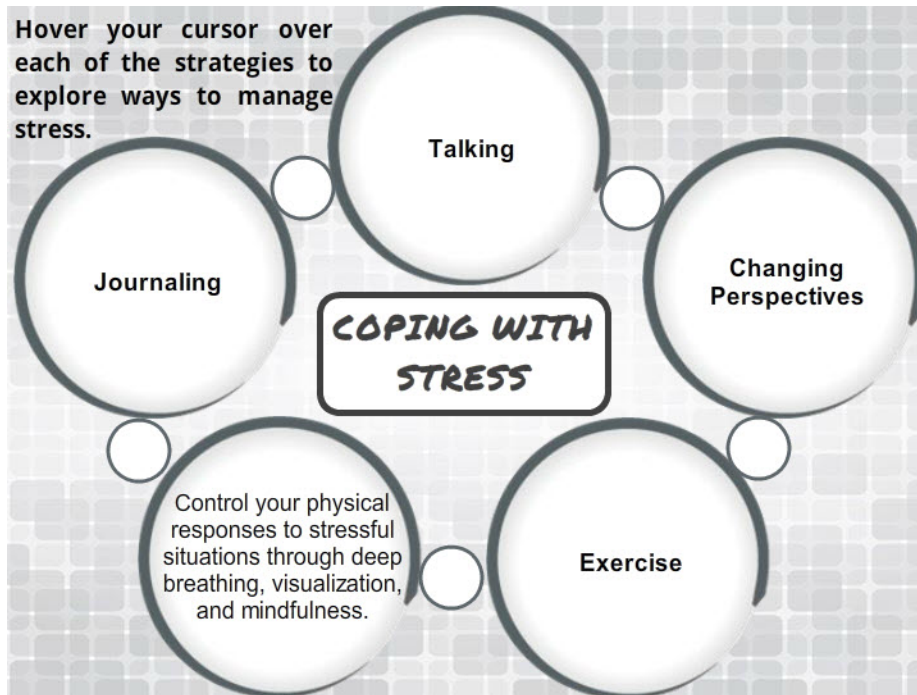 Hover your cursor over
each of the strategies to
explore ways to manage
stress.
Talking
Journaling
Changing
Perspectives
COPING WITH
STRESS
Control your physical
responses to stressful
situations through deep
breathing, visualization,
and mindfulness.
Exercise